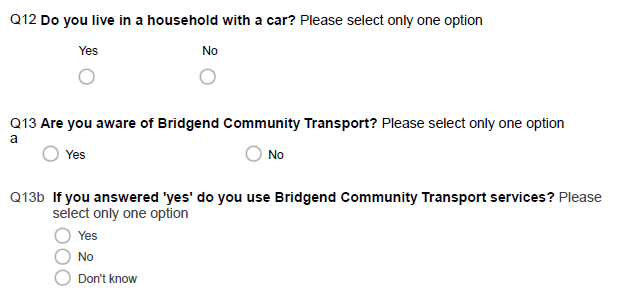 Q12 Do you live in a household with a car? Please select only one option
Yes No
Q13 Are you aware of Bridgend Community Transport? Please select only one option
a
Yes No
Q13b If you answered 'yes' do you use Bridgend Community Transport services? Please
select only one option
Yes
No
Don't know